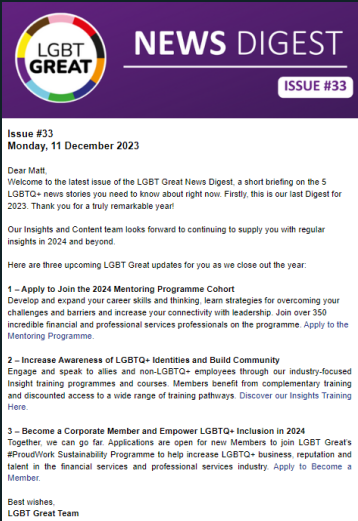 LGBT
GREAT
NEWS DIGEST
ISSUE #33
Issue #33
Monday, 11 December 2023
Dear Matt,
Welcome to the latest issue of the LGBT Great News Digest, a short briefing on the 5
LGBTQ+ news stories you need to know about right now. Firstly, this is our last Digest for
2023. Thank you for a truly remarkable year!
Our Insights and Content team looks forward to continuing to supply you with regular
insights in 2024 and beyond.
Here are three upcoming LGBT Great updates for you as we close out the year:
1 – Apply to Join the 2024 Mentoring Programme Cohort
Develop and expand your career skills and thinking, learn strategies for overcoming your
challenges and barriers and increase your connectivity with leadership. Join over 350
incredible financial and professional services professionals on the programme. Apply to the
Mentoring Programme.
2 – Increase Awareness of LGBTQ+ Identities and Build Community
Engage and speak to allies and non-LGBTQ+ employees through our industry-focused
Insight training programmes and courses. Members benefit from complementary training
and discounted access to a wide range of training pathways. Discover our Insights Training
Here.
3 – Become a Corporate Member and Empower LGBTQ+ Inclusion in 2024
Together, we can go far. Applications are open for new Members to join LGBT Great's
#ProudWork Sustainability Programme to help increase LGBTQ+ business, reputation and
talent in the financial services and professional services industry. Apply to Become a
Member.
Best wishes,
LGBT Great Team